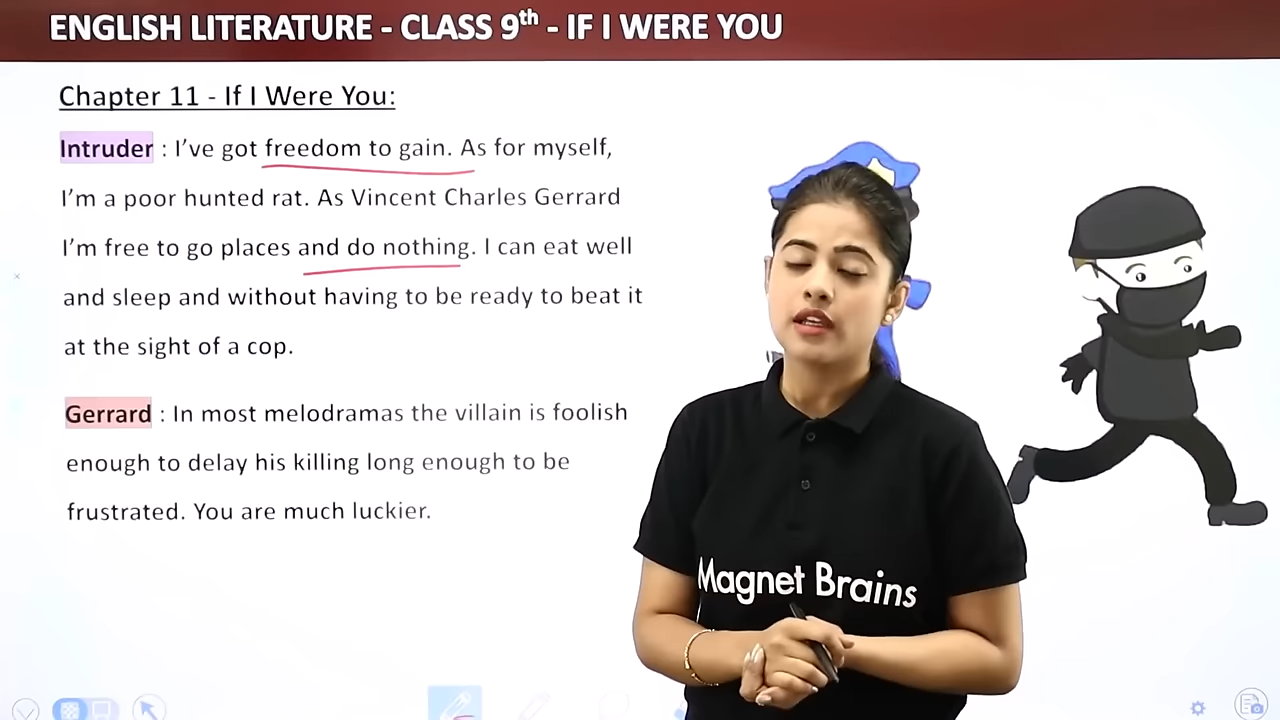 ENGLISH LITERATURE - CLASS 9th - IF I WERE YOU
Chapter 11 - If I Were You:
Intruder : I've got freedom to gain. As for myself,
I'm a poor hunted rat. As Vincent Charles Gerrard
I'm free to go places and do nothing. I can eat well
and sleep and without having to be ready to beat it
at the sight of a cop.
Gerrard : In most melodramas the villain is foolish
enough to delay his killing long enough to be
frustrated. You are much luckier.
Magnet Brains